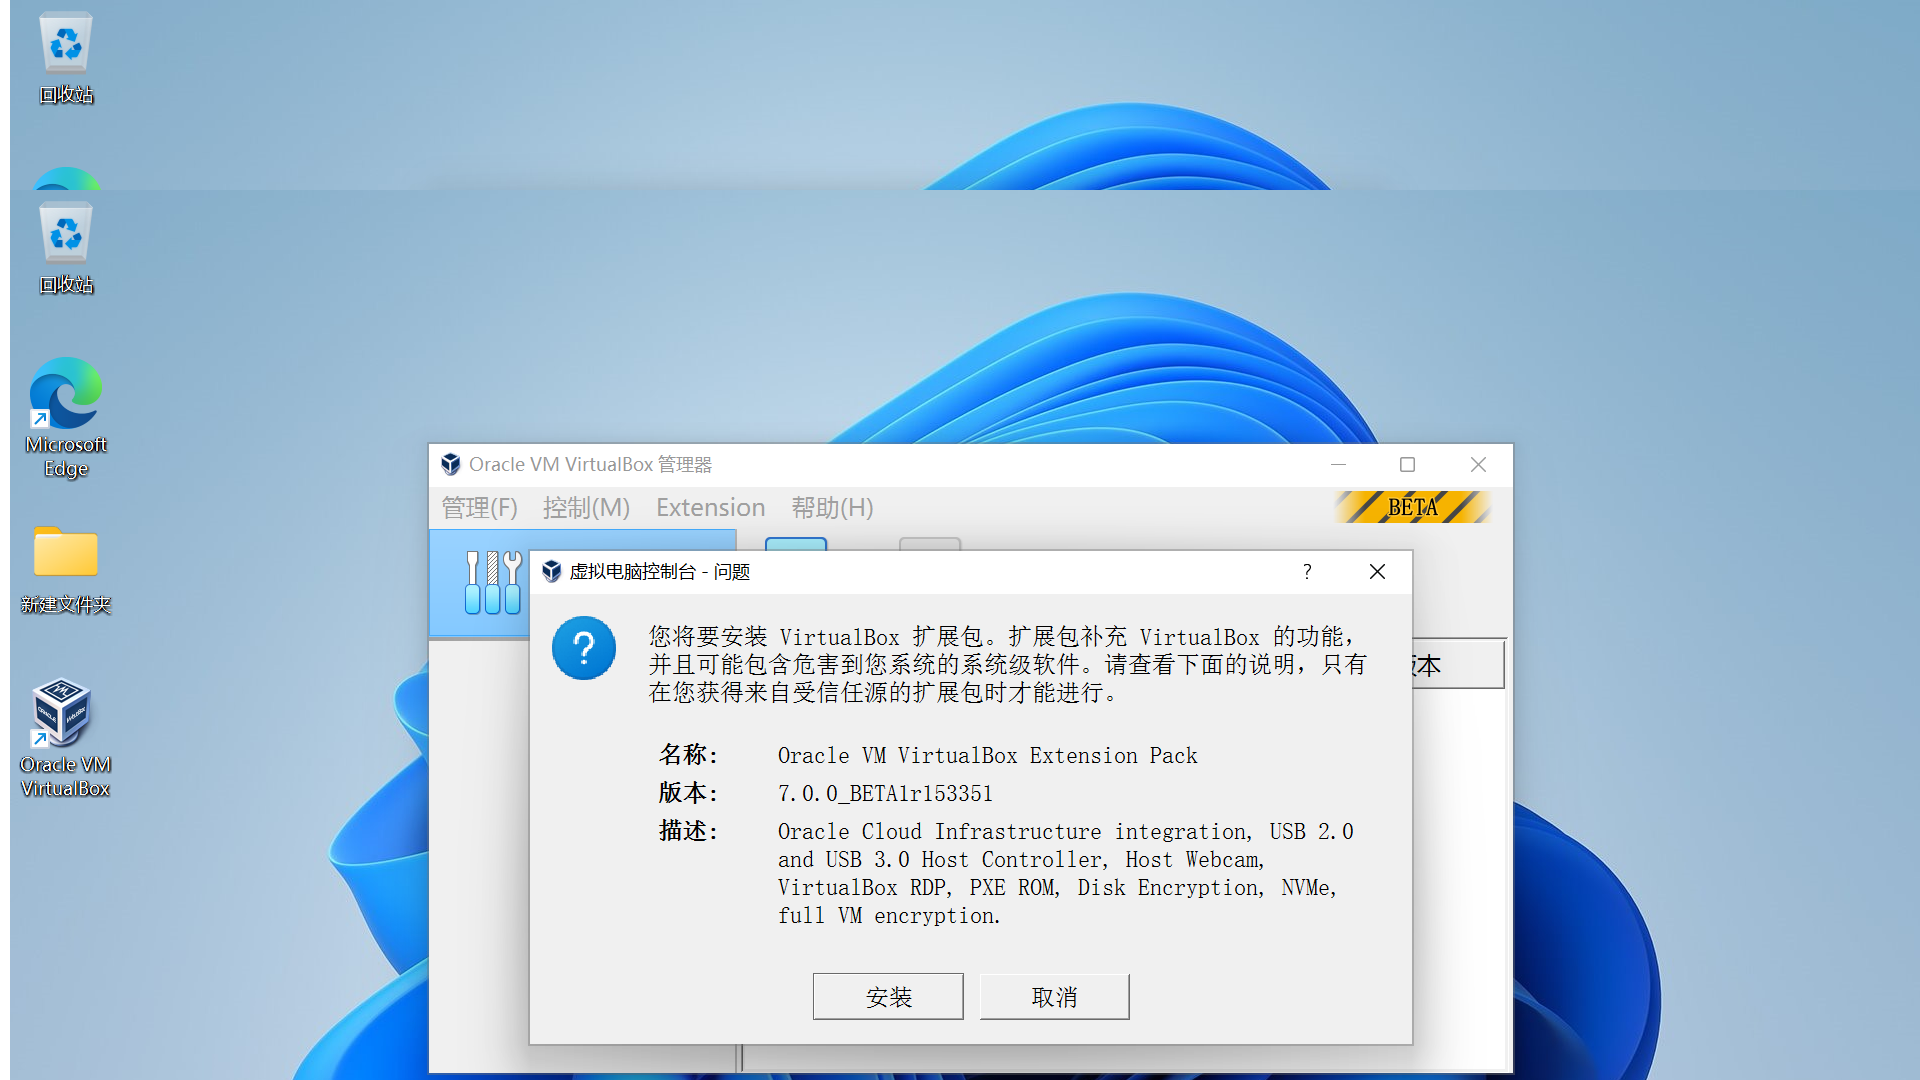 回收站
回收站
Microsoft
Edge
新建文件夹
Oracle VM
VirtualBox
Oracle VM VirtualBox 管理器
管理(F) 控制(M) Extension 帮助(H)
BETA
虚拟电脑控制台 - 问题
您将要安装 VirtualBox 扩展包。扩展包补充 VirtualBox 的功能，
并且可能包含危害到您系统的系统级软件。请查看下面的说明，只有
在您获得来自受信任源的扩展包时才能进行。
名称: Oracle VM VirtualBox Extension Pack
版本: 7.0.0_BETA1r153351
描述: Oracle Cloud Infrastructure integration, USB 2.0
and USB 3.0 Host Controller, Host Webcam,
VirtualBox RDP, PXE ROM, Disk Encryption, NVMe,
full VM encryption.
安装 取消
本